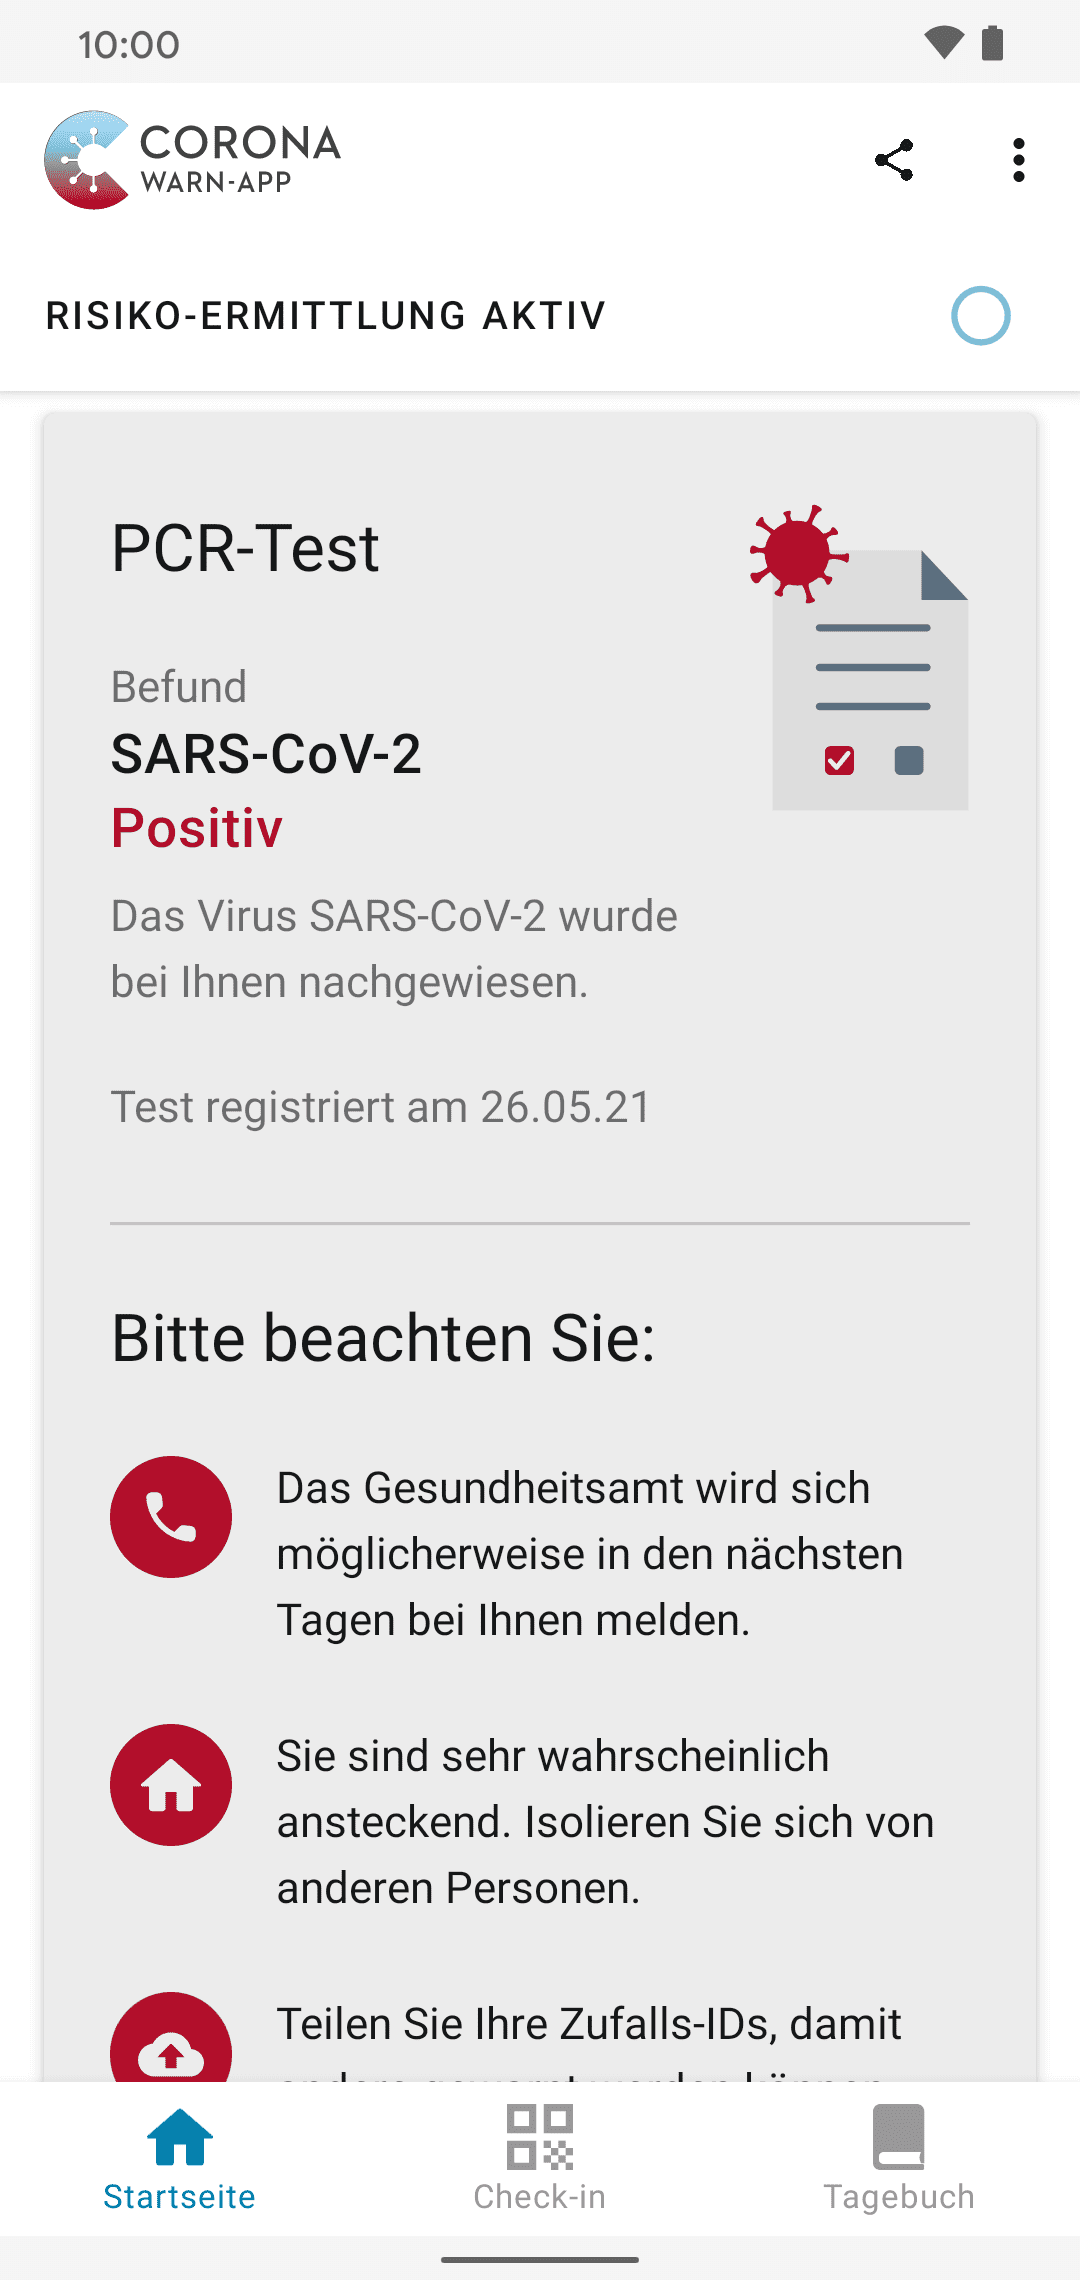 10:00
CORONA
WARN-APP
RISIKO-ERMITTLUNG AKTIV
PCR-Test
Befund
SARS-CoV-2
Positiv
Das Virus SARS-CoV-2 wurde
bei Ihnen nachgewiesen.
Test registriert am 26.05.21
Bitte beachten Sie:
Das Gesundheitsamt wird sich
möglicherweise in den nächsten
Tagen bei Ihnen melden.
Sie sind sehr wahrscheinlich
ansteckend. Isolieren Sie sich von
anderen Personen.
Teilen Sie Ihre Zufalls-IDs, damit
Startseite
Check-in
Tagebuch